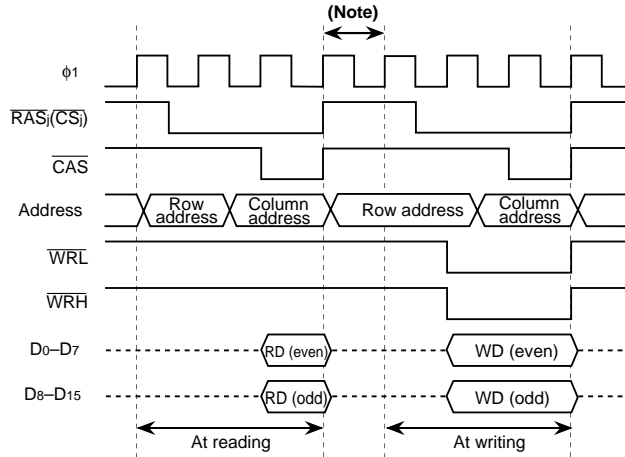 (Note)
ϕ1
RASj(CSj)
CAS
Address
Row address
Column address
Row address
Column address
WRL
WRH
D0–D7
RD (even)
WD (even)
D8–D15
RD (odd)
WD (odd)
At reading
At writing